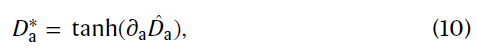 D*ₐ = tanh(∂ₐD̂ₐ), (10)